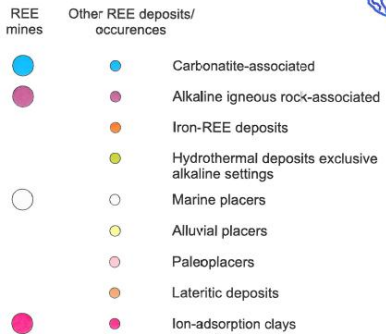 REE mines
Other REE deposits/ occurences
Carbonatite-associated
Alkaline igneous rock-associated
Iron-REE deposits
Hydrothermal deposits exclusive
alkaline settings
Marine placers
Alluvial placers
Paleoplacers
Lateritic deposits
Ion-adsorption clays